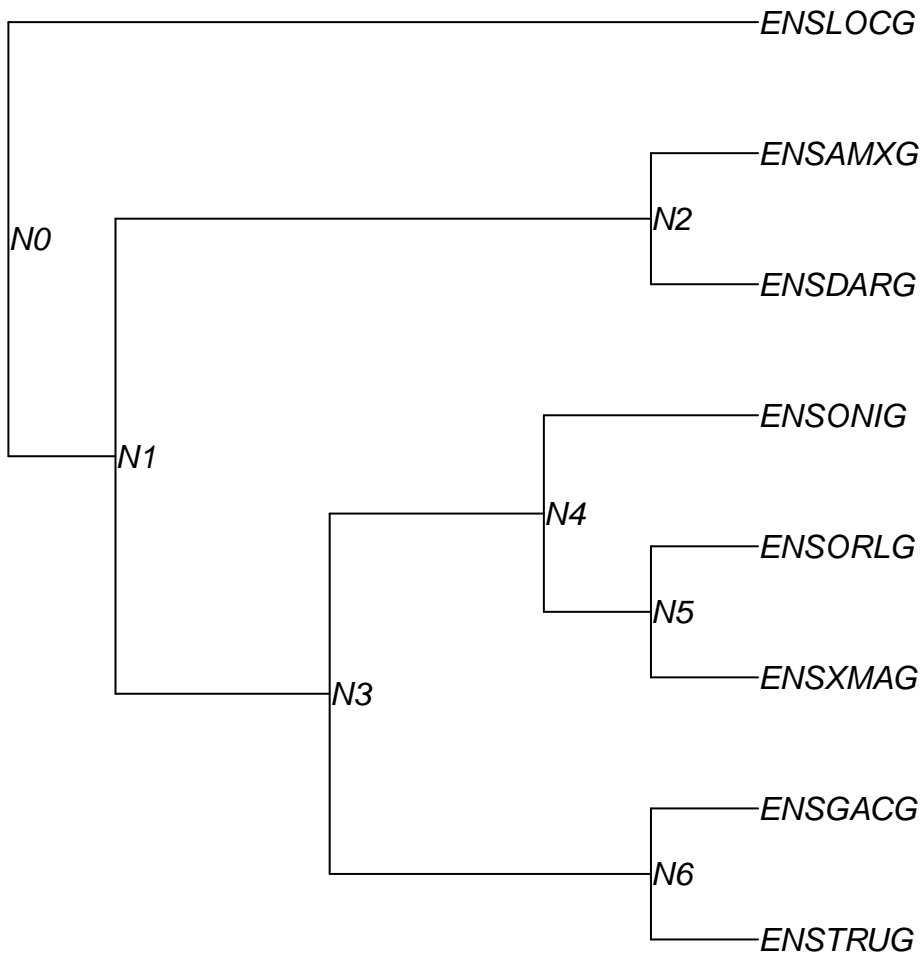 ENSLOCG
ENSAMXG
N2
N0
ENSDARG
ENSONIG
N1
N4
ENSORLG
N5
ENSXMAG
N3
ENSGACG
N6
ENSTRUG